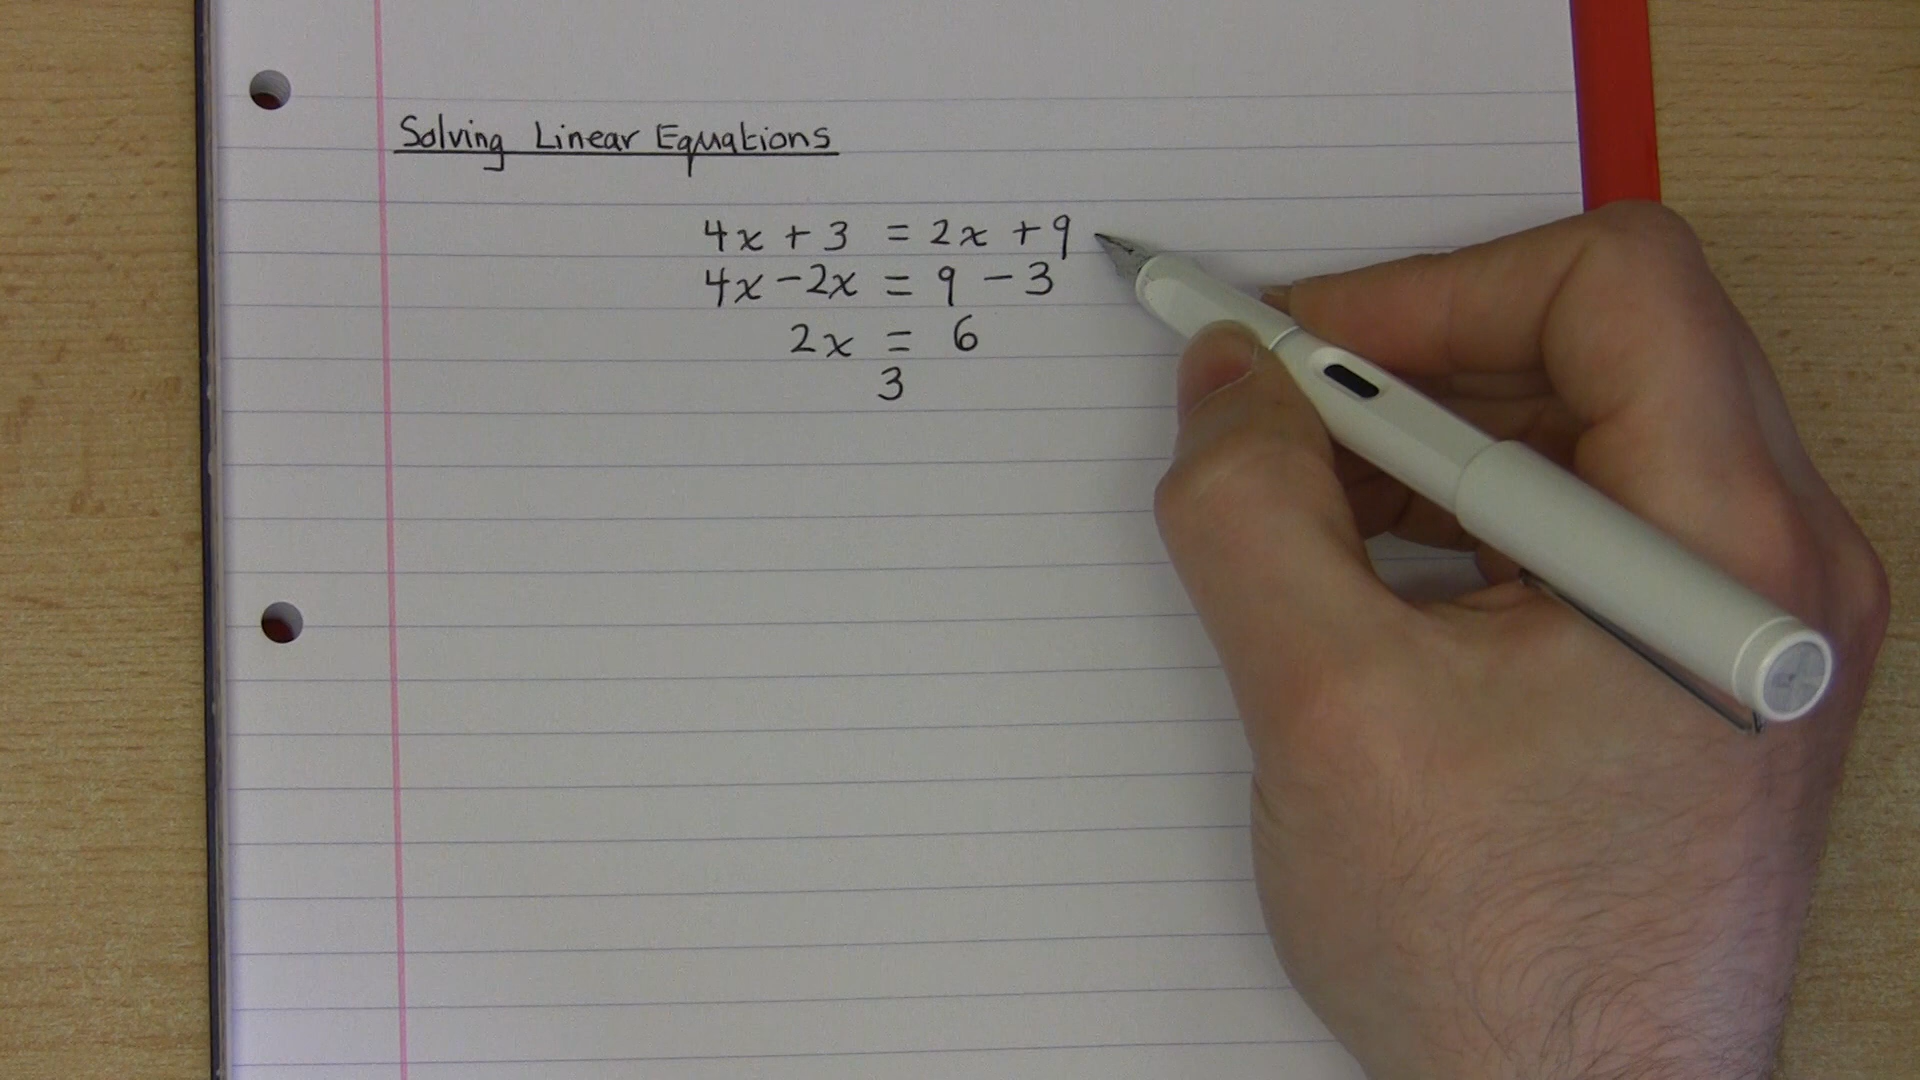 Solving Linear Equations
4x + 3 = 2x + 9
4x - 2x = 9 - 3
2x = 6
3